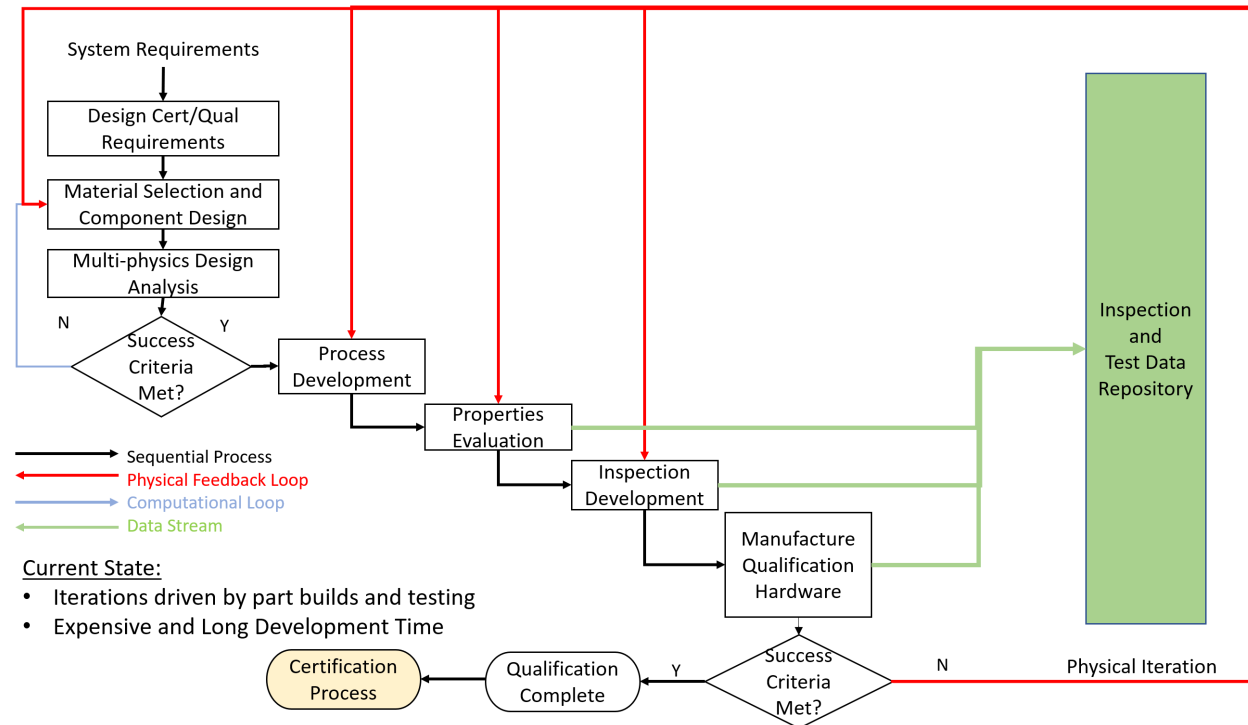 System Requirements
Design Cert/Qual
Requirements
Material Selection and
Component Design
Multi-physics Design
Analysis
N
Y
Success
Criteria
Met?
Process
Development
Properties
Evaluation
Inspection
Development
Manufacture
Qualification
Hardware
Inspection
and
Test Data
Repository
Sequential Process
Physical Feedback Loop
Computational Loop
Data Stream
Current State:
• Iterations driven by part builds and testing
• Expensive and Long Development Time
Certification
Process
Qualification
Complete
Y
Success
Criteria
Met?
N
Physical Iteration